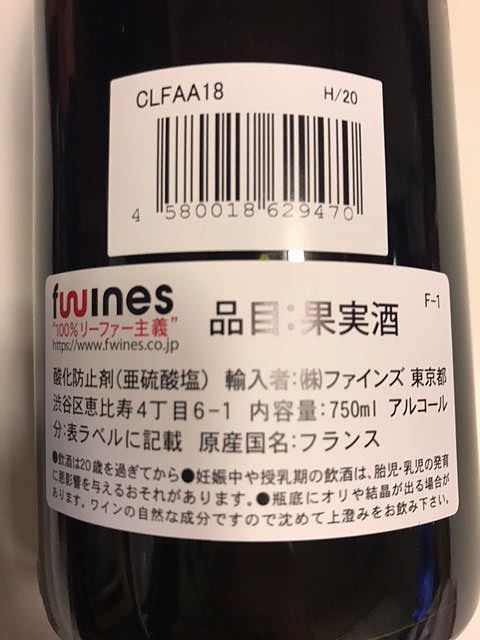 CLFAA18 H/20
4 580018 629470
fwines
"100%リーファー主義"
https://www.fwines.co.jp
品目:果実酒
F-1
酸化防止剤(亜硫酸塩) 輸入者:㈱ファインズ 東京都
渋谷区恵比寿4丁目6-1 内容量:750ml アルコール
分:表ラベルに記載 原産国名:フランス
●飲酒は20歳を過ぎてから●妊娠中や授乳期の飲酒は、胎児・乳児の発育
に悪影響を与えるおそれがあります。●瓶底にオリや結晶が出る場合が
あります。ワインの自然な成分ですので沈めて上澄みをお飲み下さい。